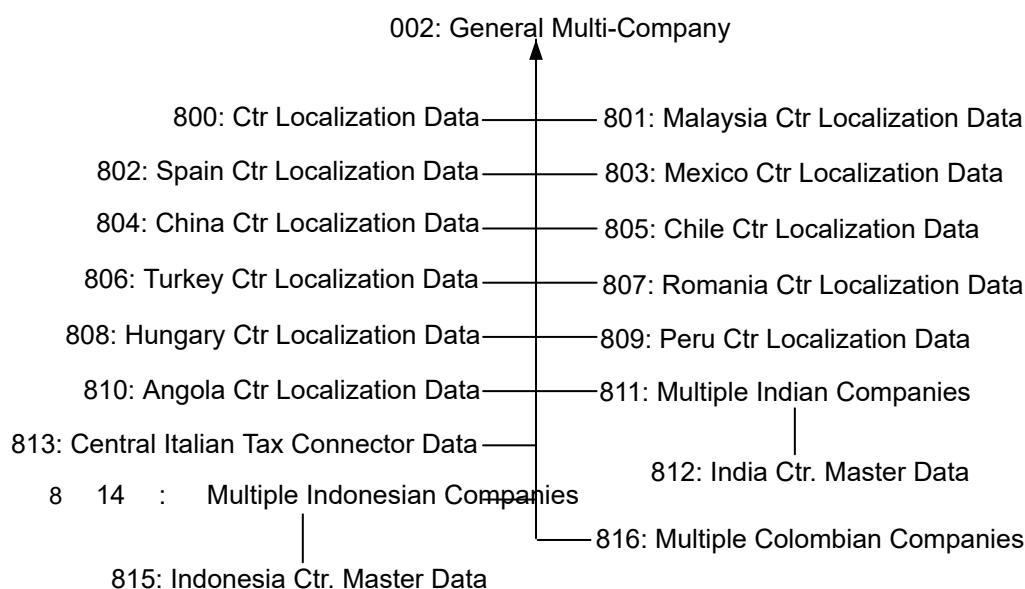 002: General Multi-Company
800: Ctr Localization Data
801: Malaysia Ctr Localization Data
802: Spain Ctr Localization Data
803: Mexico Ctr Localization Data
804: China Ctr Localization Data
805: Chile Ctr Localization Data
806: Turkey Ctr Localization Data
807: Romania Ctr Localization Data
808: Hungary Ctr Localization Data
809: Peru Ctr Localization Data
810: Angola Ctr Localization Data
811: Multiple Indian Companies
813: Central Italian Tax Connector Data
812: India Ctr. Master Data
8 14 : Multiple Indonesian Companies
816: Multiple Colombian Companies
815: Indonesia Ctr. Master Data